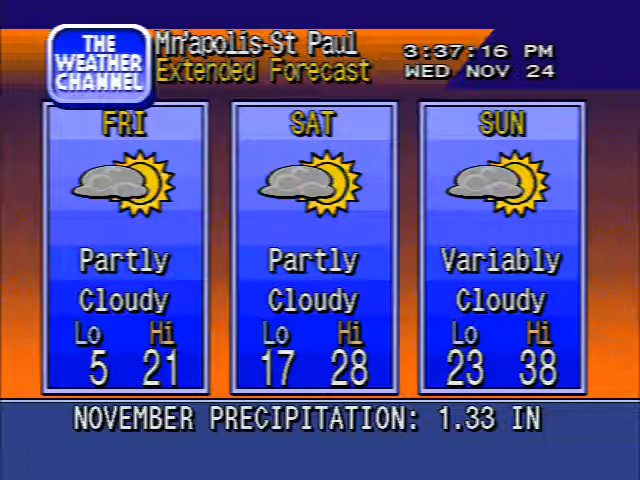 THE
WEATHER
CHANNEL
Mn'apolis-St Paul
Extended Forecast
3:37:16 PM
WED NOV 24
FRI
Partly
Cloudy
Lo Hi
5 21
SAT
Partly
Cloudy
Lo Hi
17 28
SUN
Variably
Cloudy
Lo Hi
23 38
NOVEMBER PRECIPITATION: 1.33 IN